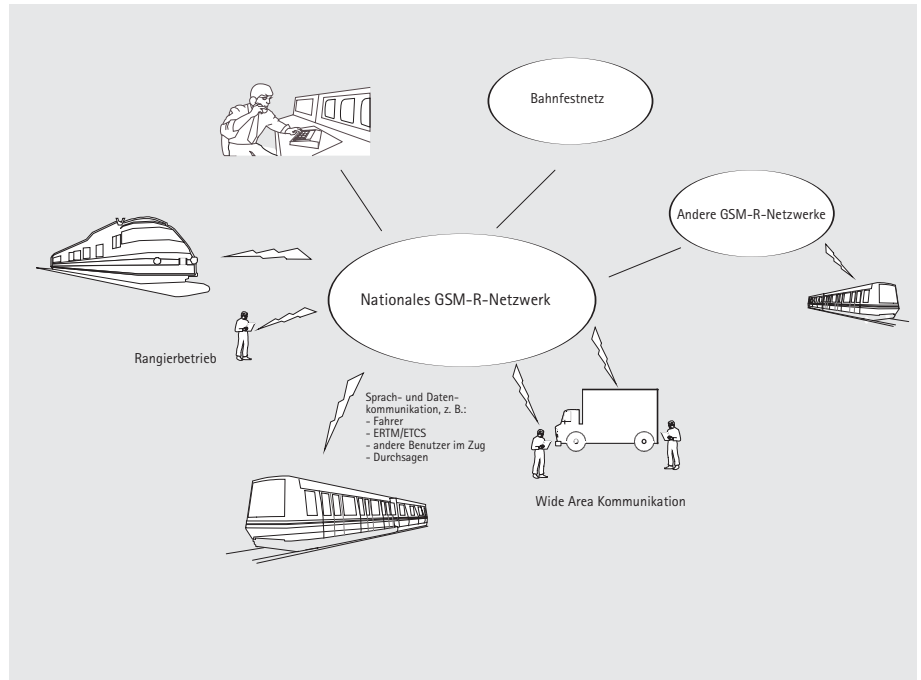 Bahnfestnetz
Andere GSM-R-Netzwerke
Nationales GSM-R-Netzwerk
Rangierbetrieb
Sprach- und Daten-
kommunikation, z. B.:
- Fahrer
- ERTM/ETCS
- andere Benutzer im Zug
- Durchsagen
Wide Area Kommunikation